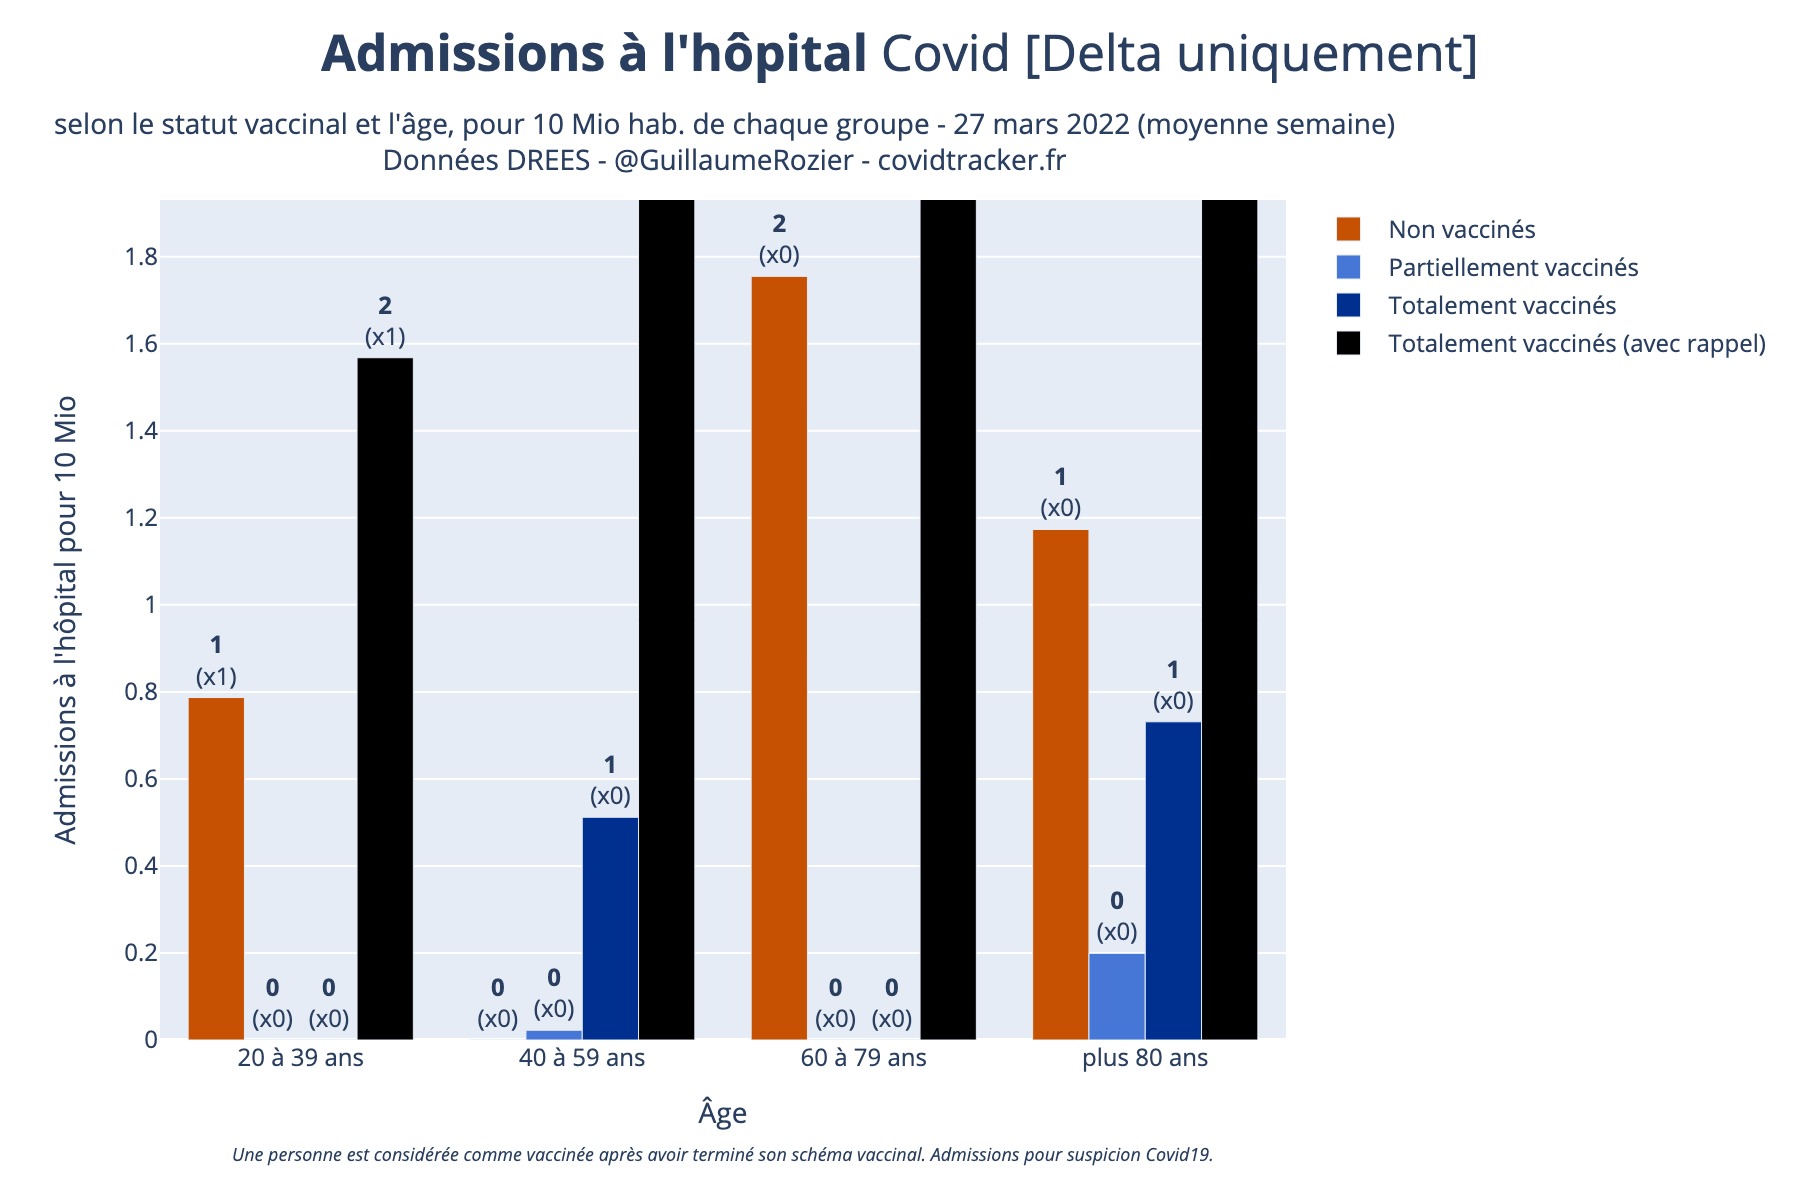 Admissions à l'hôpital Covid [Delta uniquement]
selon le statut vaccinal et l'âge, pour 10 Mio hab. de chaque groupe - 27 mars 2022 (moyenne semaine)
Données DREES - @GuillaumeRozier - covidtracker.fr
Non vaccinés
Partiellement vaccinés
Totalement vaccinés
Totalement vaccinés (avec rappel)
Admissions à l'hôpital pour 10 Mio
1.8
1.6
1.4
1.2
1
0.8
0.6
0.4
0.2
0
1
(x1)
0
(x0)
0
(x0)
2
(x1)
0
(x0)
0
(x0)
1
(x0)
2
(x0)
0
(x0)
0
(x0)
1
(x0)
0
(x0)
1
(x0)
20 à 39 ans
40 à 59 ans
60 à 79 ans
plus 80 ans
Âge
Une personne est considérée comme vaccinée après avoir terminé son schéma vaccinal. Admissions pour suspicion Covid19.